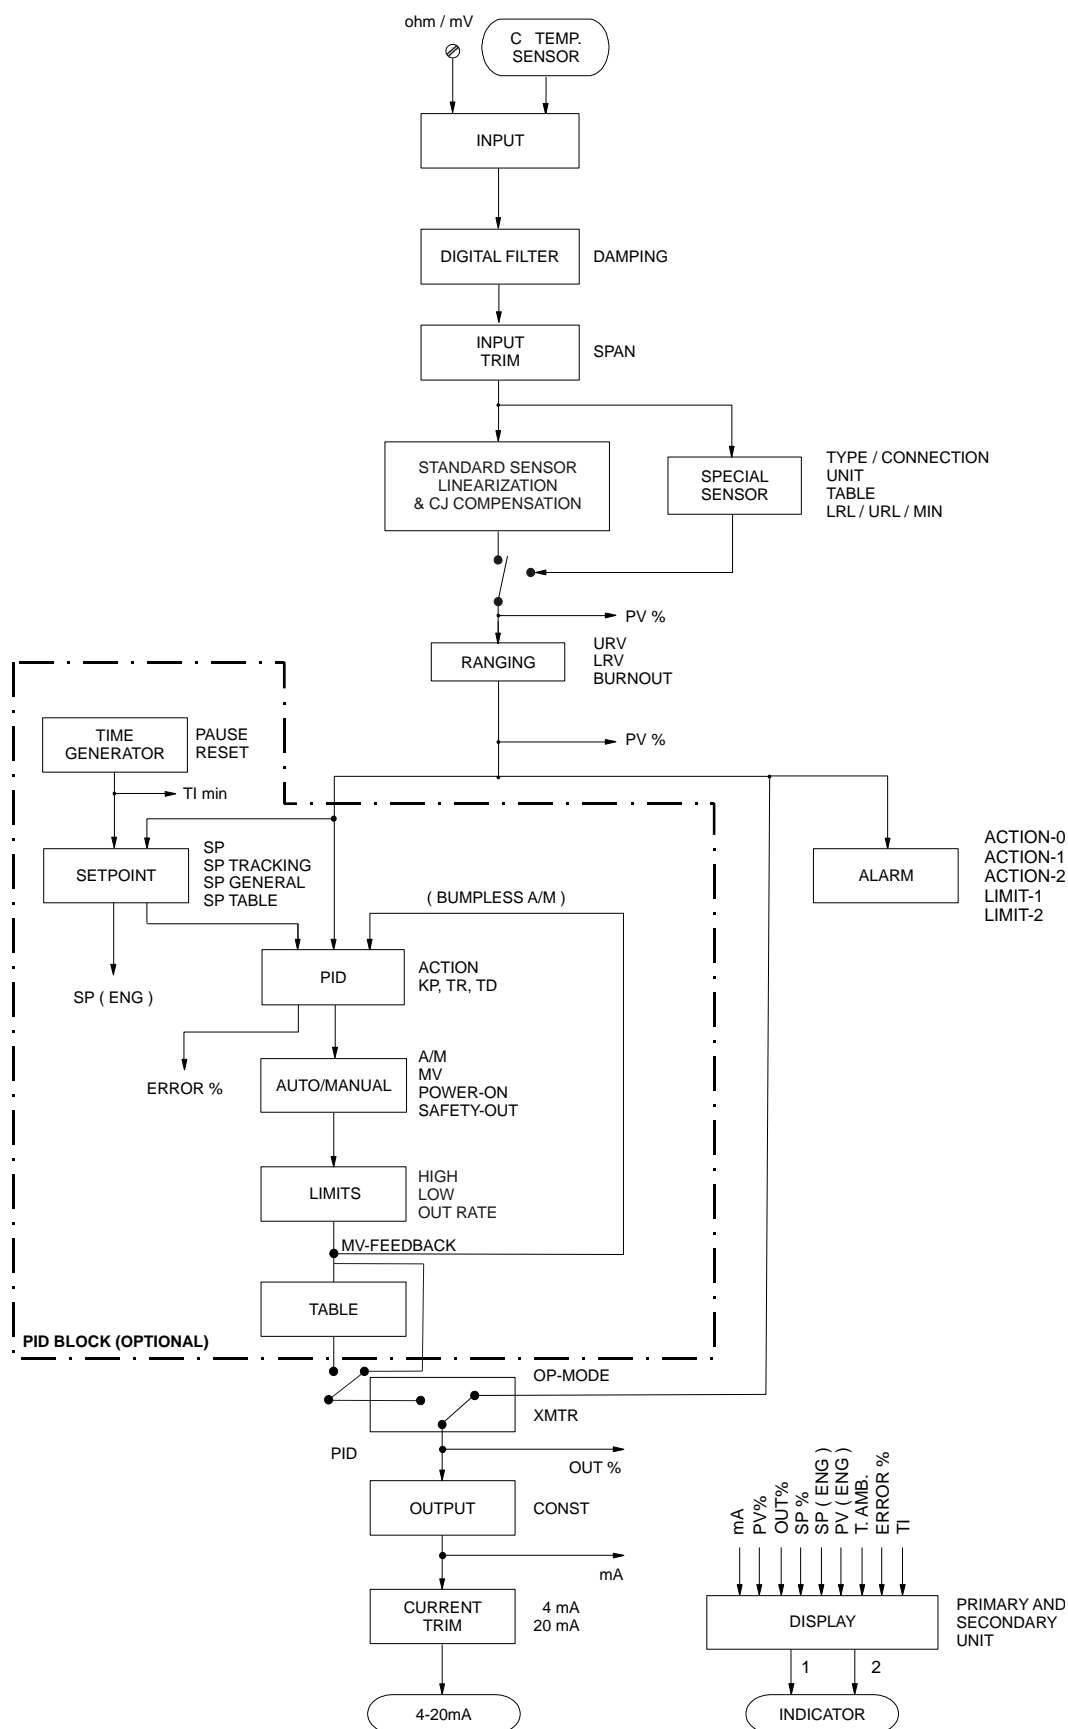 ohm / mV
C TEMP.
SENSOR
INPUT
DIGITAL FILTER
DAMPING
INPUT
TRIM
SPAN
STANDARD SENSOR
LINEARIZATION
& CJ COMPENSATION
SPECIAL
SENSOR
TYPE / CONNECTION
UNIT
TABLE
LRL / URL / MIN
PV %
RANGING
URV
LRV
BURNOUT
TIME
GENERATOR
PAUSE
RESET
PV %
TI min
SETPOINT
SP
SP TRACKING
SP GENERAL
SP TABLE
ALARM
ACTION-0
ACTION-1
ACTION-2
LIMIT-1
LIMIT-2
( BUMPLESS A/M )
PID
ACTION
KP, TR, TD
SP ( ENG )
ERROR %
AUTO/MANUAL
A/M
MV
POWER-ON
SAFETY-OUT
LIMITS
HIGH
LOW
OUT RATE
MV-FEEDBACK
TABLE
PID BLOCK (OPTIONAL)
OP-MODE
XMTR
PID
OUT %
OUTPUT
CONST
mA
CURRENT
TRIM
4 mA
20 mA
4-20mA
mA
PV%
OUT%
SP %
SP ( ENG )
PV ( ENG )
T. AMB.
ERROR %
TI
DISPLAY
PRIMARY AND
SECONDARY
UNIT
1
2
INDICATOR